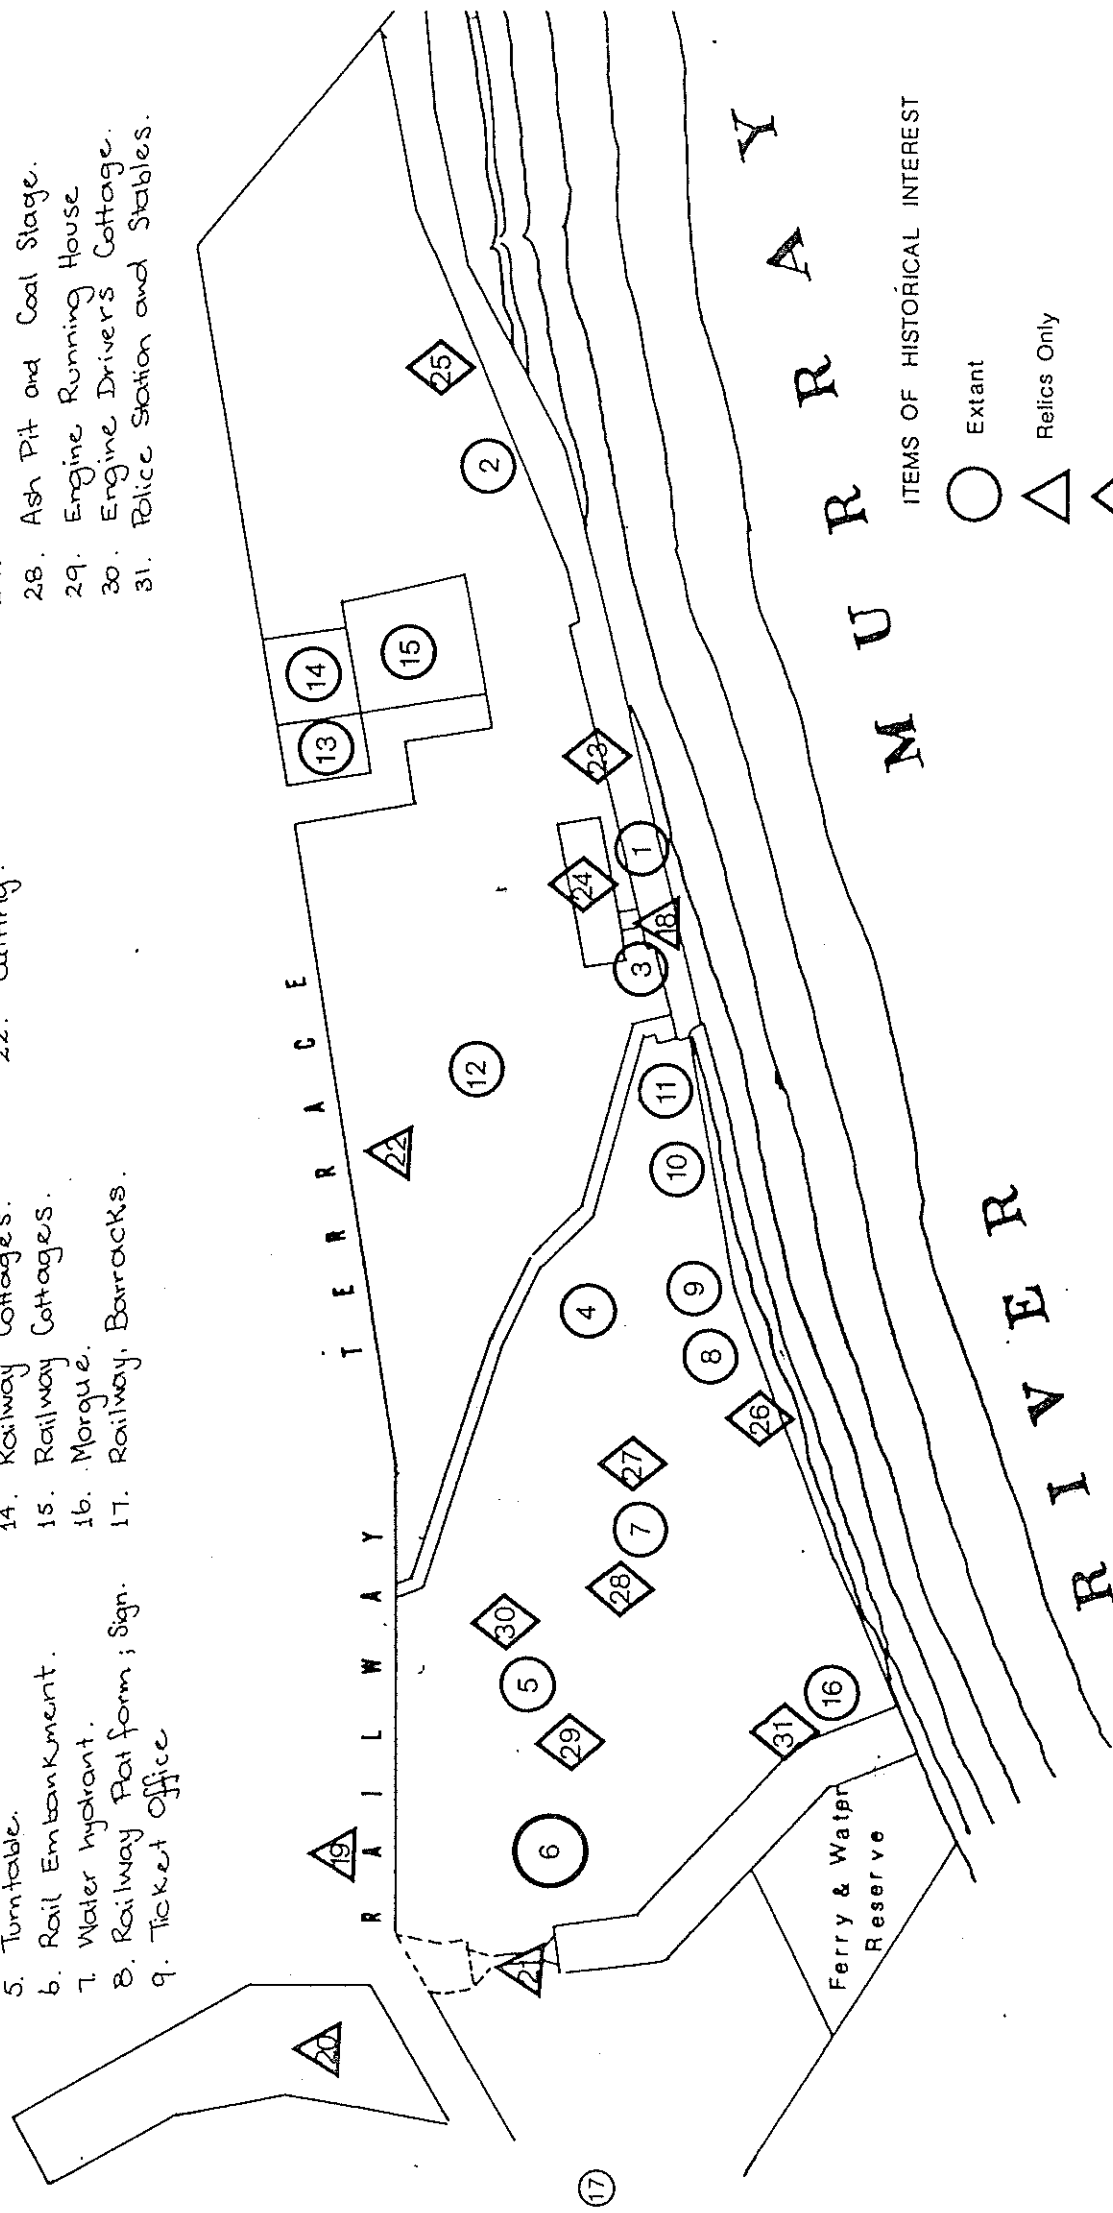 5. Turntable.
6. Rail Embankment.
7. Water hydrant.
8. Railway Platform ; Sign.
9. Ticket Office
14. Railway Cottages.
15. Railway Cottages.
16. Morgue.
17. Railway Barracks.
22. Cutting.
28. Ash Pit and Coal Stage.
29. Engine Running House
30. Engine Drivers Cottage.
31. Police Station and Stables.
RAILWAY TERRACE
20
19
21
17
6
29
5
30
28
7
27
31
16
26
8
9
4
10
11
22
12
3
18
24
1
23
13
14
15
2
25
Ferry & Water
Reserve
RIVER MURRAY
ITEMS OF HISTORICAL INTEREST
Extant
Relics Only